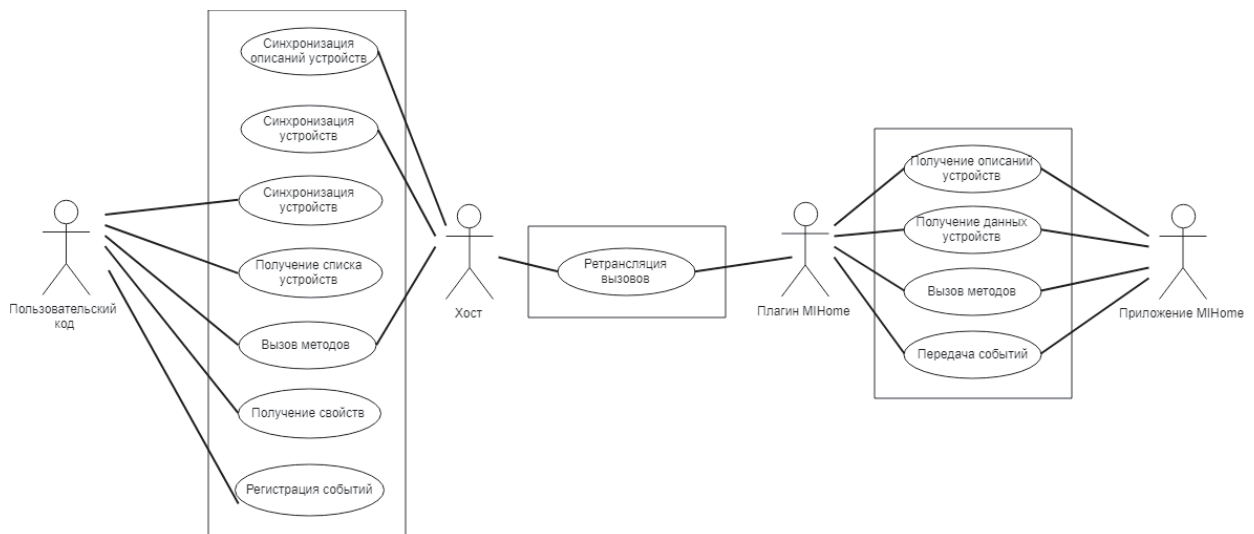 Синхронизация
описаний устройств
Синхронизация
устройств
Синхронизация
устройств
Получение списка
устройств
Вызов методов
Получение свойств
Регистрация событий
Пользовательский
код
Хост
Ретрансляция
вызовов
Плагин MIHome
Получение описаний
устройств
Получение данных
устройств
Вызов методов
Передача событий
Приложение MIHome